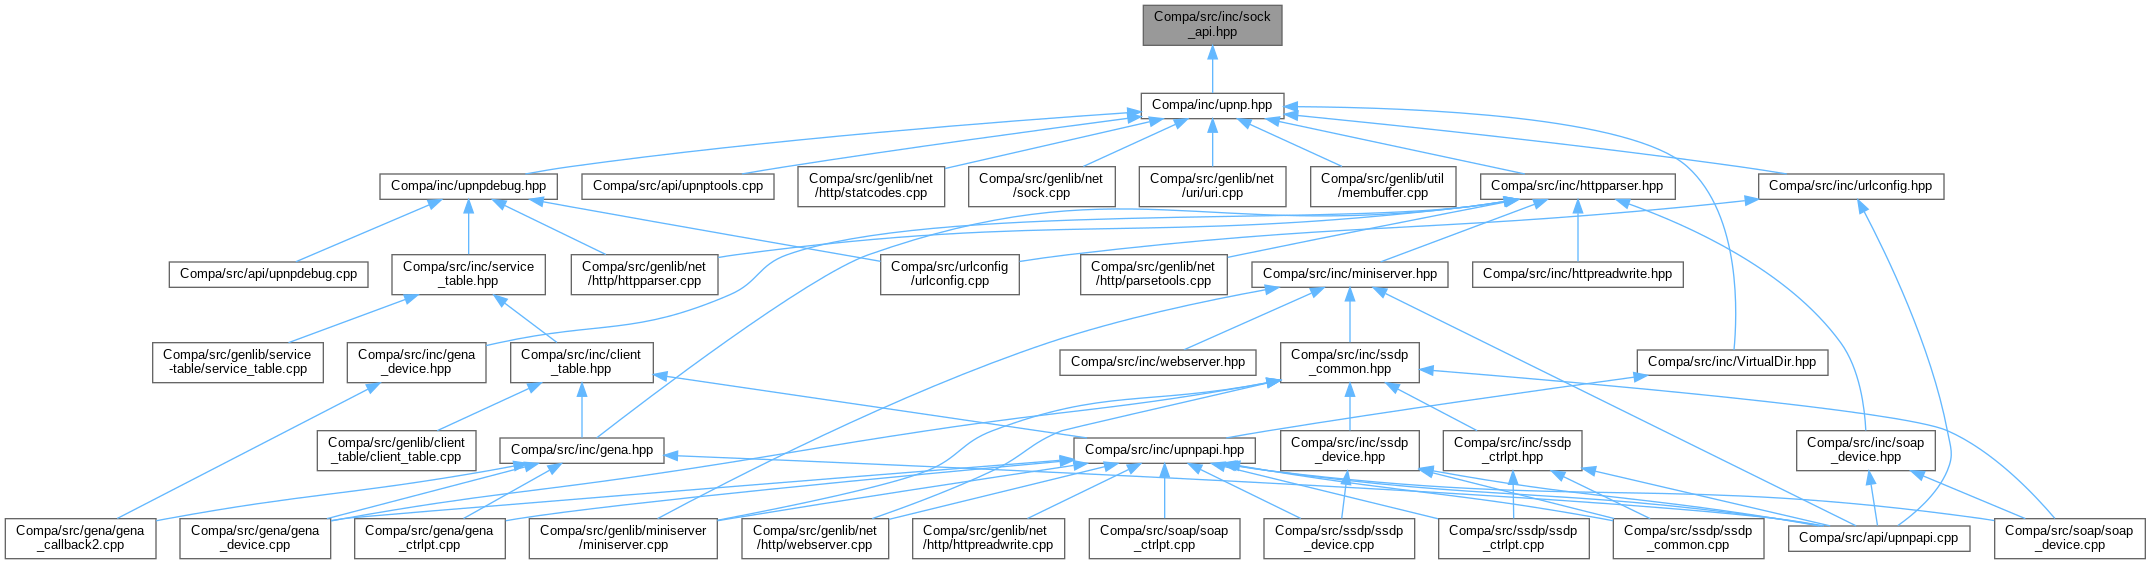 Compa/src/inc/sock
_api.hpp
Compa/inc/upnp.hpp
Compa/inc/upnpdebug.hpp
Compa/src/api/upnptools.cpp
Compa/src/genlib/net
/http/statcodes.cpp
Compa/src/genlib/net
/sock.cpp
Compa/src/genlib/net
/uri/uri.cpp
Compa/src/genlib/util
/membuffer.cpp
Compa/src/inc/httpparser.hpp
Compa/src/inc/urlconfig.hpp
Compa/src/api/upnpdebug.cpp
Compa/src/inc/service
_table.hpp
Compa/src/genlib/net
/http/httpparser.cpp
Compa/src/urlconfig
/urlconfig.cpp
Compa/src/genlib/net
/http/parsetools.cpp
Compa/src/inc/miniserver.hpp
Compa/src/inc/httpreadwrite.hpp
Compa/src/genlib/service
-table/service_table.cpp
Compa/src/inc/gena
_device.hpp
Compa/src/inc/client
_table.hpp
Compa/src/inc/webserver.hpp
Compa/src/inc/ssdp
_common.hpp
Compa/src/inc/VirtualDir.hpp
Compa/src/genlib/client
_table/client_table.cpp
Compa/src/inc/gena.hpp
Compa/src/inc/upnpapi.hpp
Compa/src/inc/ssdp
_device.hpp
Compa/src/inc/ssdp
_ctrlpt.hpp
Compa/src/inc/soap
_device.hpp
Compa/src/gena/gena
_callback2.cpp
Compa/src/gena/gena
_device.cpp
Compa/src/gena/gena
_ctrlpt.cpp
Compa/src/genlib/miniserver
/miniserver.cpp
Compa/src/genlib/net
/http/webserver.cpp
Compa/src/genlib/net
/http/httpreadwrite.cpp
Compa/src/soap/soap
_ctrlpt.cpp
Compa/src/ssdp/ssdp
_device.cpp
Compa/src/ssdp/ssdp
_ctrlpt.cpp
Compa/src/ssdp/ssdp
_common.cpp
Compa/src/api/upnpapi.cpp
Compa/src/soap/soap
_device.cpp